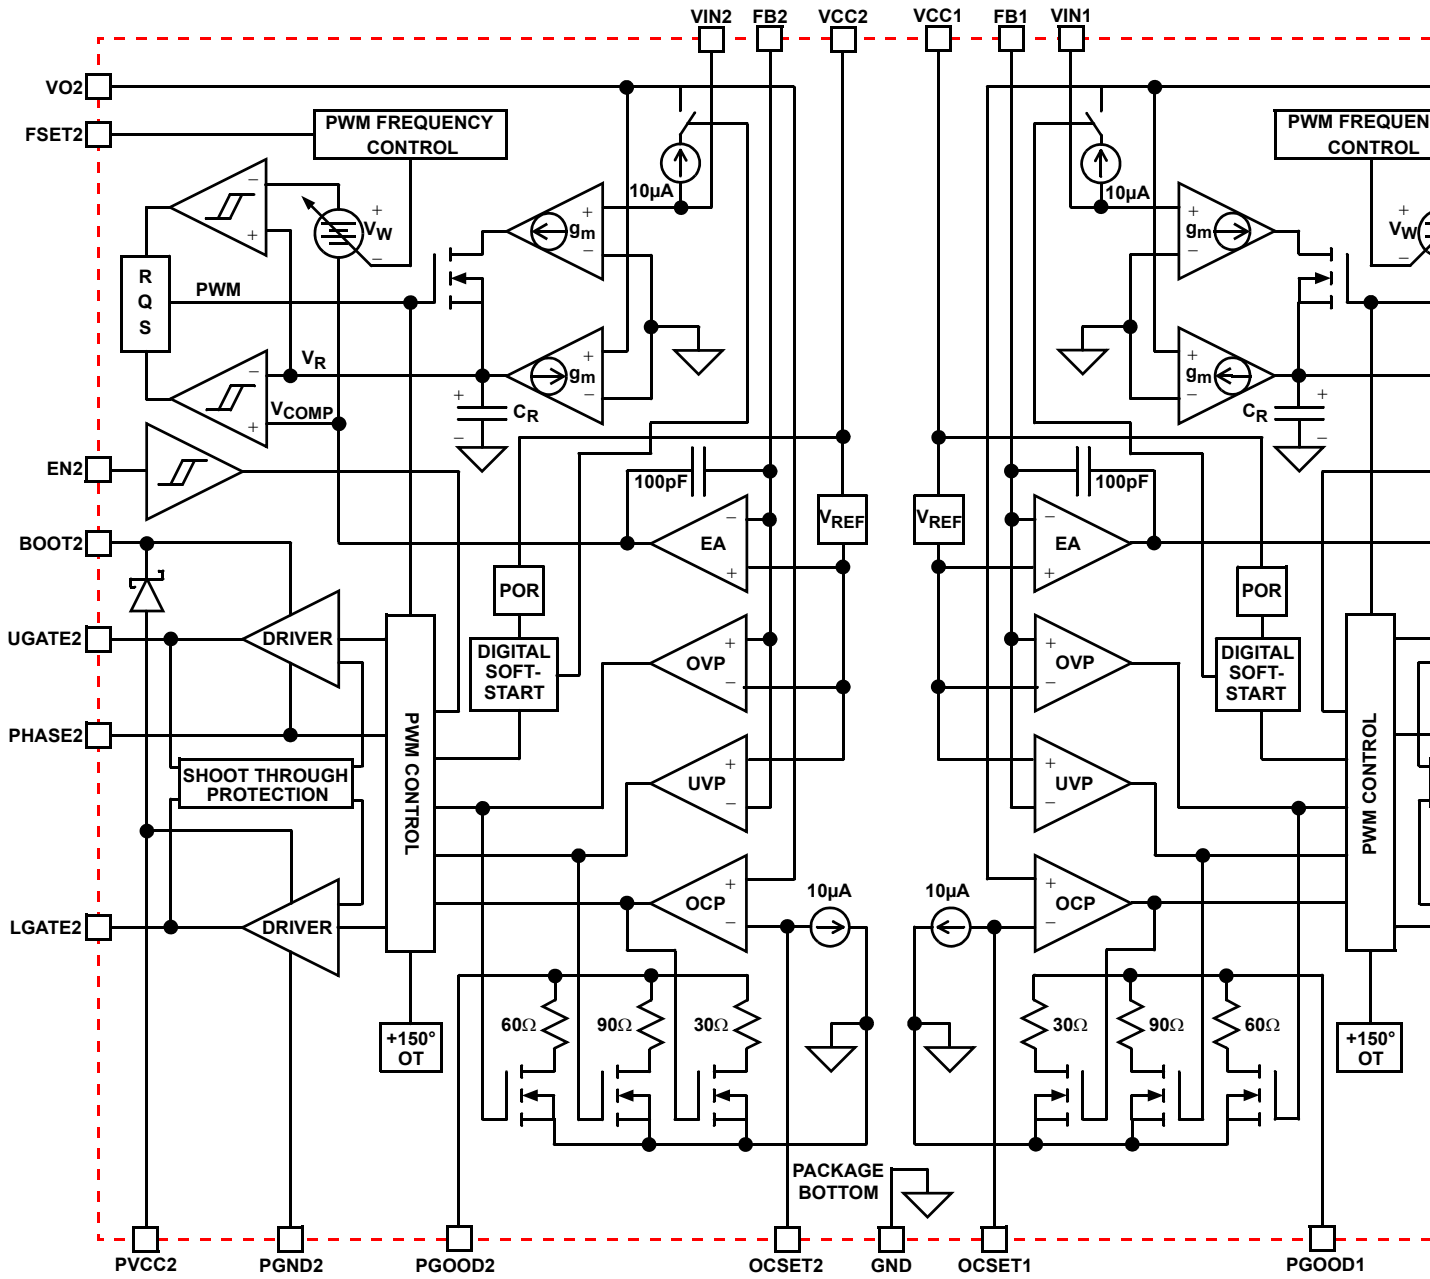 VIN2 FB2 VCC2 VCC1 FB1 VIN1
VO2
FSET2
PWM FREQUENCY
CONTROL
PWM FREQUEN
CONTROL
10µA
10µA
− + VW + −
+ gm −
+ gm −
+ VW −
R
Q
S
PWM
VR
− VCOMP +
+ CR −
+ gm −
+ gm −
CR + −
EN2
100pF
100pF
VREF
VREF
BOOT2
− EA +
− EA +
POR
POR
UGATE2
DRIVER
DIGITAL
SOFT-
START
+ OVP −
+ OVP −
DIGITAL
SOFT-
START
PHASE2
PWM CONTROL
PWM CONTROL
SHOOT THROUGH
PROTECTION
+ UVP −
+ UVP −
LGATE2
DRIVER
+ OCP −
10µA
10µA
+ OCP −
60Ω 90Ω 30Ω
30Ω 90Ω 60Ω
+150°
OT
+150°
OT
PACKAGE
BOTTOM
PVCC2 PGND2 PGOOD2 OCSET2 GND OCSET1 PGOOD1